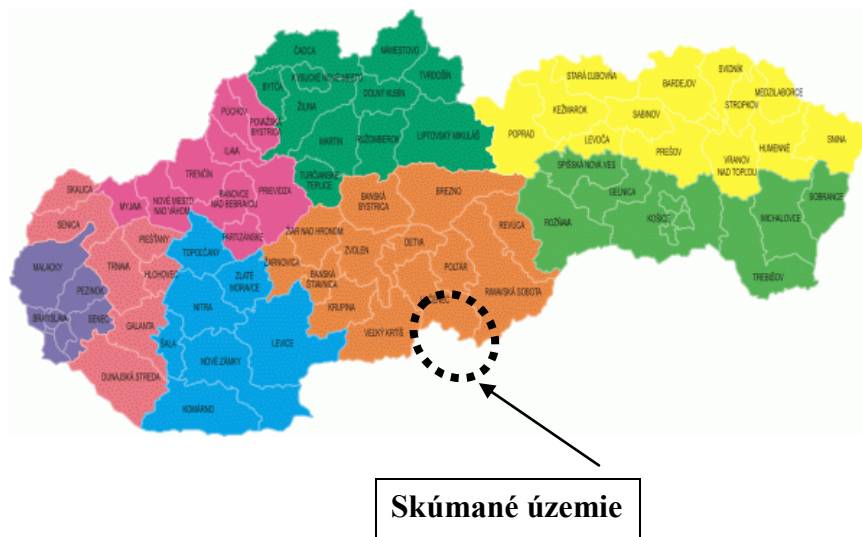 ČADCA
NÁMESTOVO
KYSUCKÉ NOVÉ MESTO
TVRDOŠÍN
BYTČA
DOLNÝ KUBÍN
ŽILINA
PÚCHOV
POVAŽSKÁ
BYSTRICA
MARTIN
RUŽOMBEROK
LIPTOVSKÝ MIKULÁŠ
ILAVA
TURČIANSKE
TEPLICE
TRENČÍN
PRIEVIDZA
BÁNOVCE
NAD BEBRAVOU
NOVÉ MESTO
NAD VÁHOM
MYJAVA
PARTIZÁNSKE
SKALICA
SENICA
PIEŠŤANY
TRNAVA
HLOHOVEC
GALANTA
DUNAJSKÁ STREDA
MALACKY
PEZINOK
BRATISLAVA
SENEC
TOPOĽČANY
ZLATÉ
MORAVCE
NITRA
ŠAĽA
NOVÉ ZÁMKY
LEVICE
KOMÁRNO
BANSKÁ
BYSTRICA
BREZNO
ŽIAR NAD HRONOM
ŽARNOVICA
ZVOLEN
DETVA
BANSKÁ
ŠTIAVNICA
KRUPINA
POLTÁR
REVÚCA
RIMAVSKÁ SOBOTA
VEĽKÝ KRTÍŠ
POPRAD
KEŽMAROK
STARÁ ĽUBOVŇA
LEVOČA
SABINOV
PREŠOV
BARDEJOV
SVIDNÍK
STROPKOV
MEDZILABORCE
HUMENNÉ
SNINA
VRANOV
NAD TOPĽOU
SPIŠSKÁ NOVÁ VES
GELNICA
ROŽŇAVA
KOŠICE
MICHALOVCE
SOBRANCE
TREBIŠOV
Skúmané územie